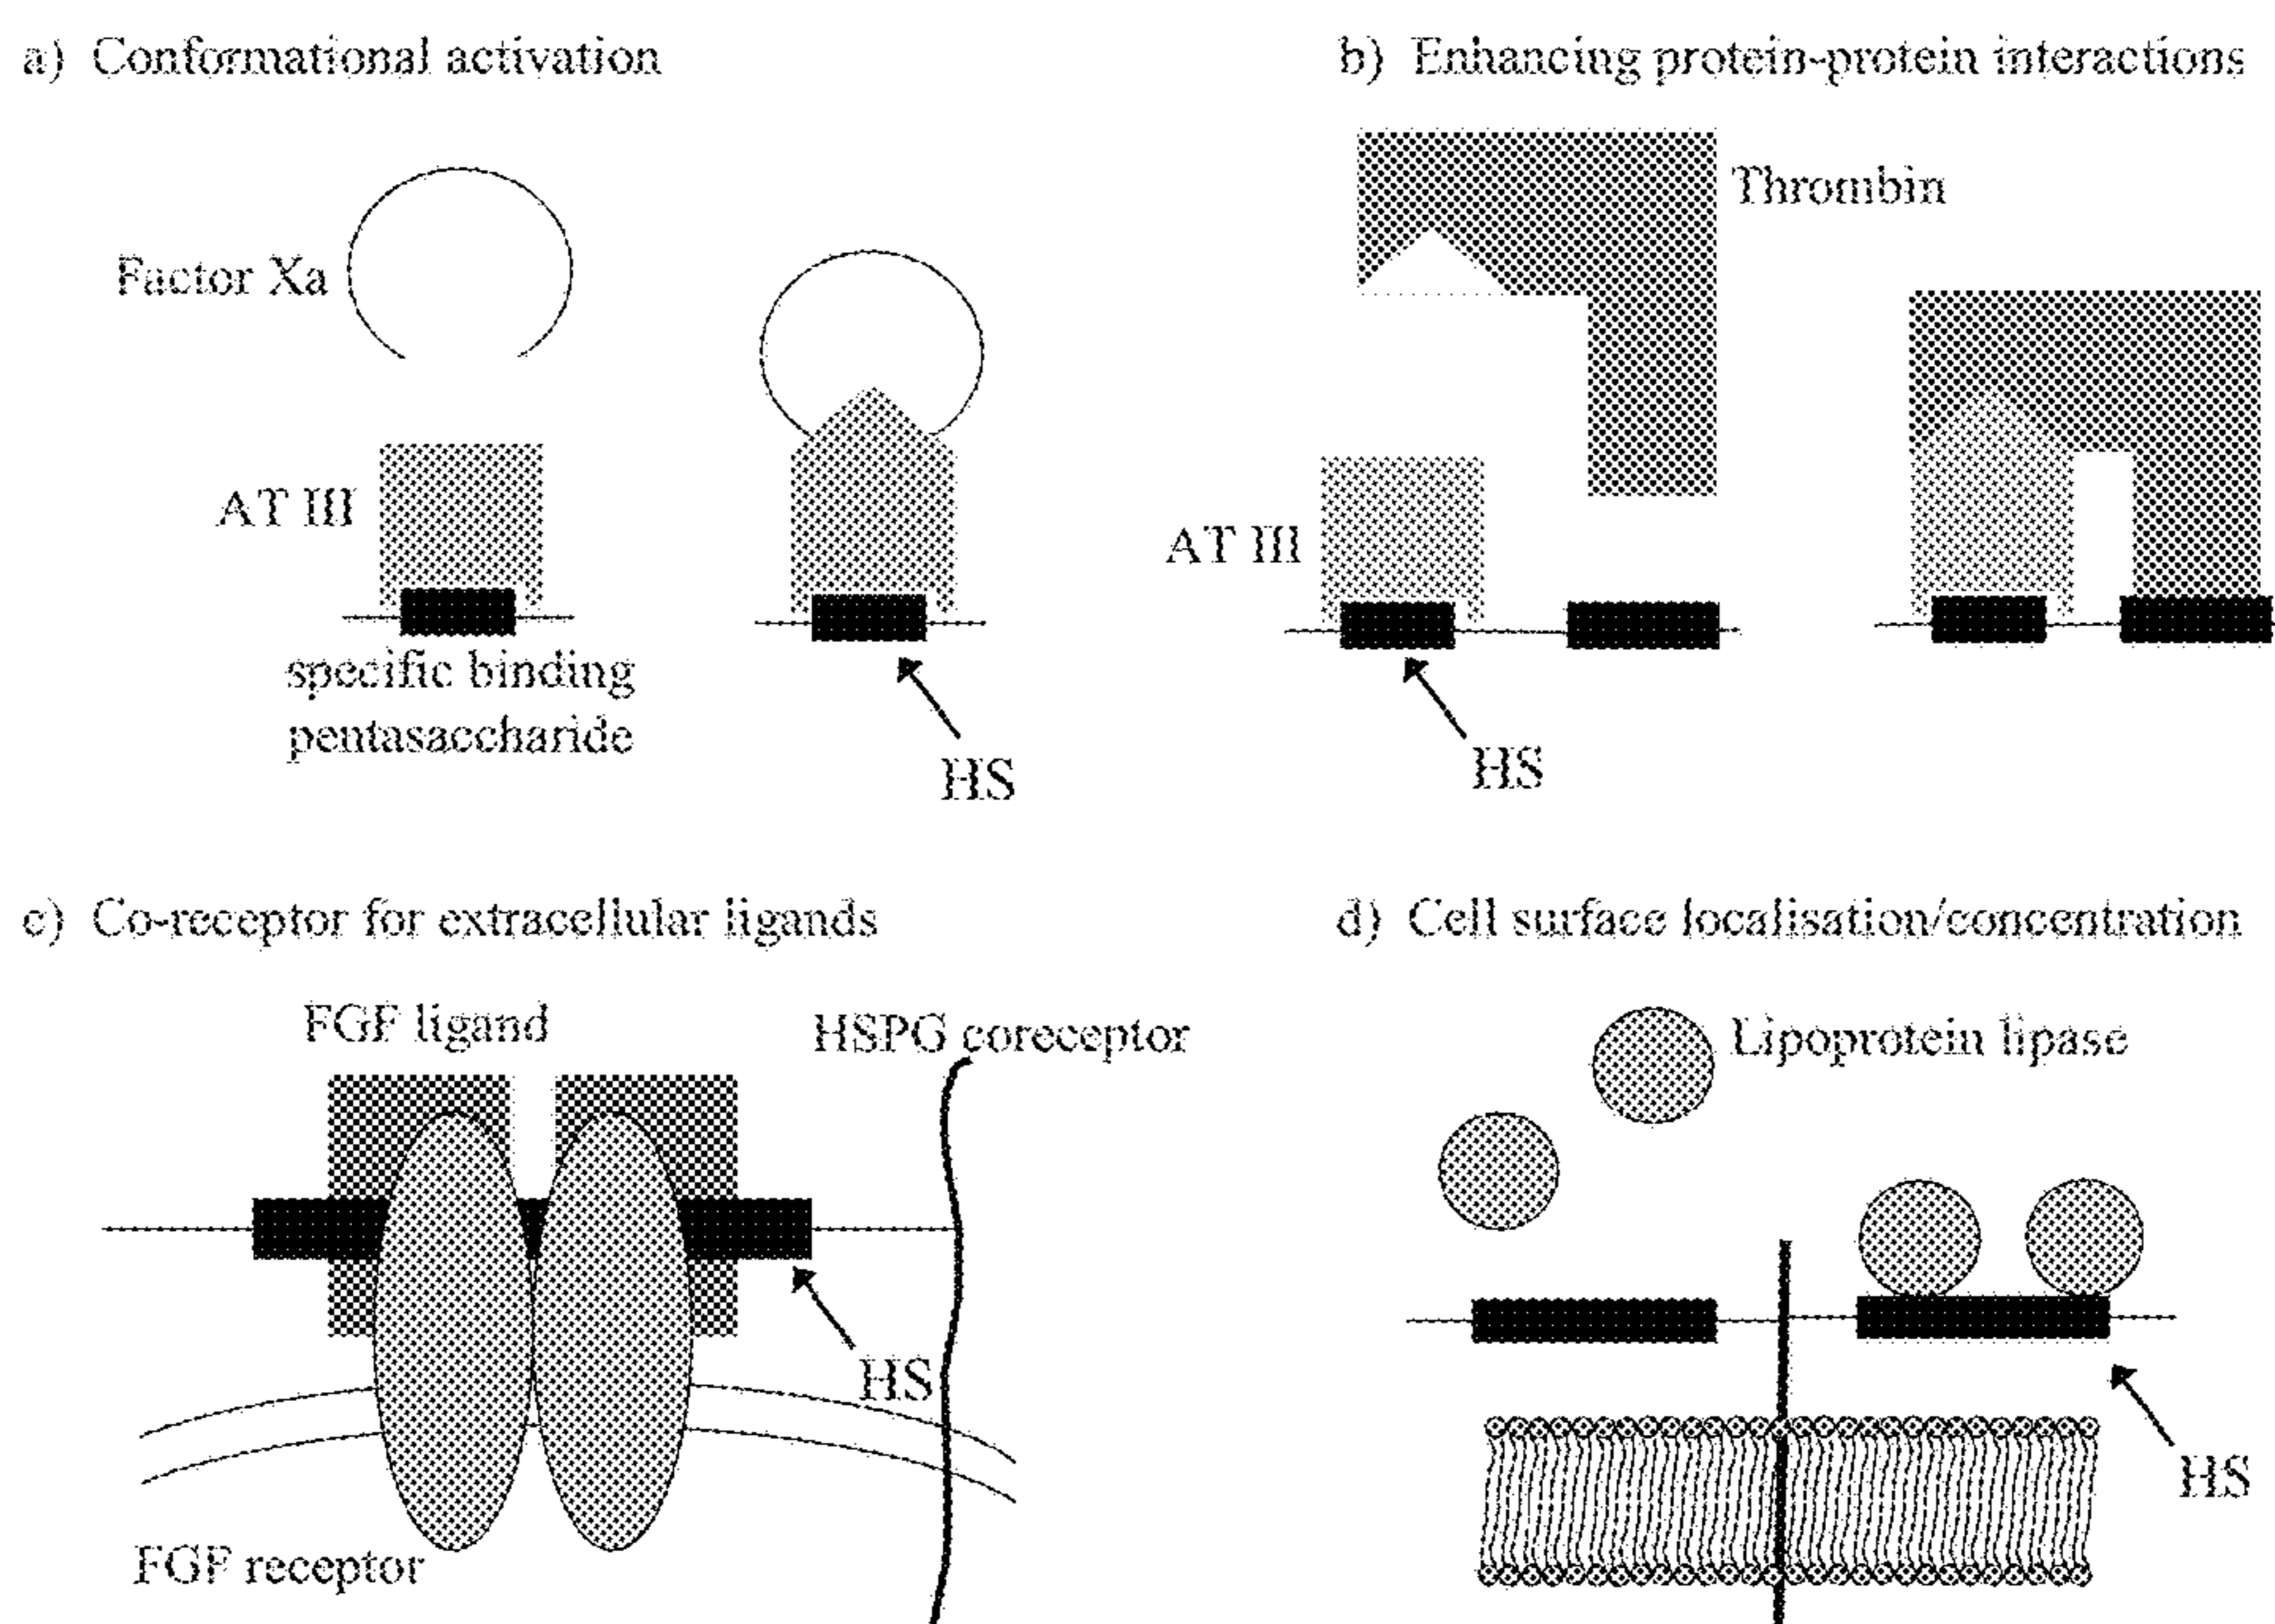 a) Conformational activation
Factor Xa
AT III
specific binding
pentasaccharide
HS
b) Enhancing protein-protein interactions
Thrombin
AT III
HS
c) Co-receptor for extracellular ligands
FGF ligand
HSPG coreceptor
HS
FGF receptor
d) Cell surface localisation/concentration
Lipoprotein lipase
HS